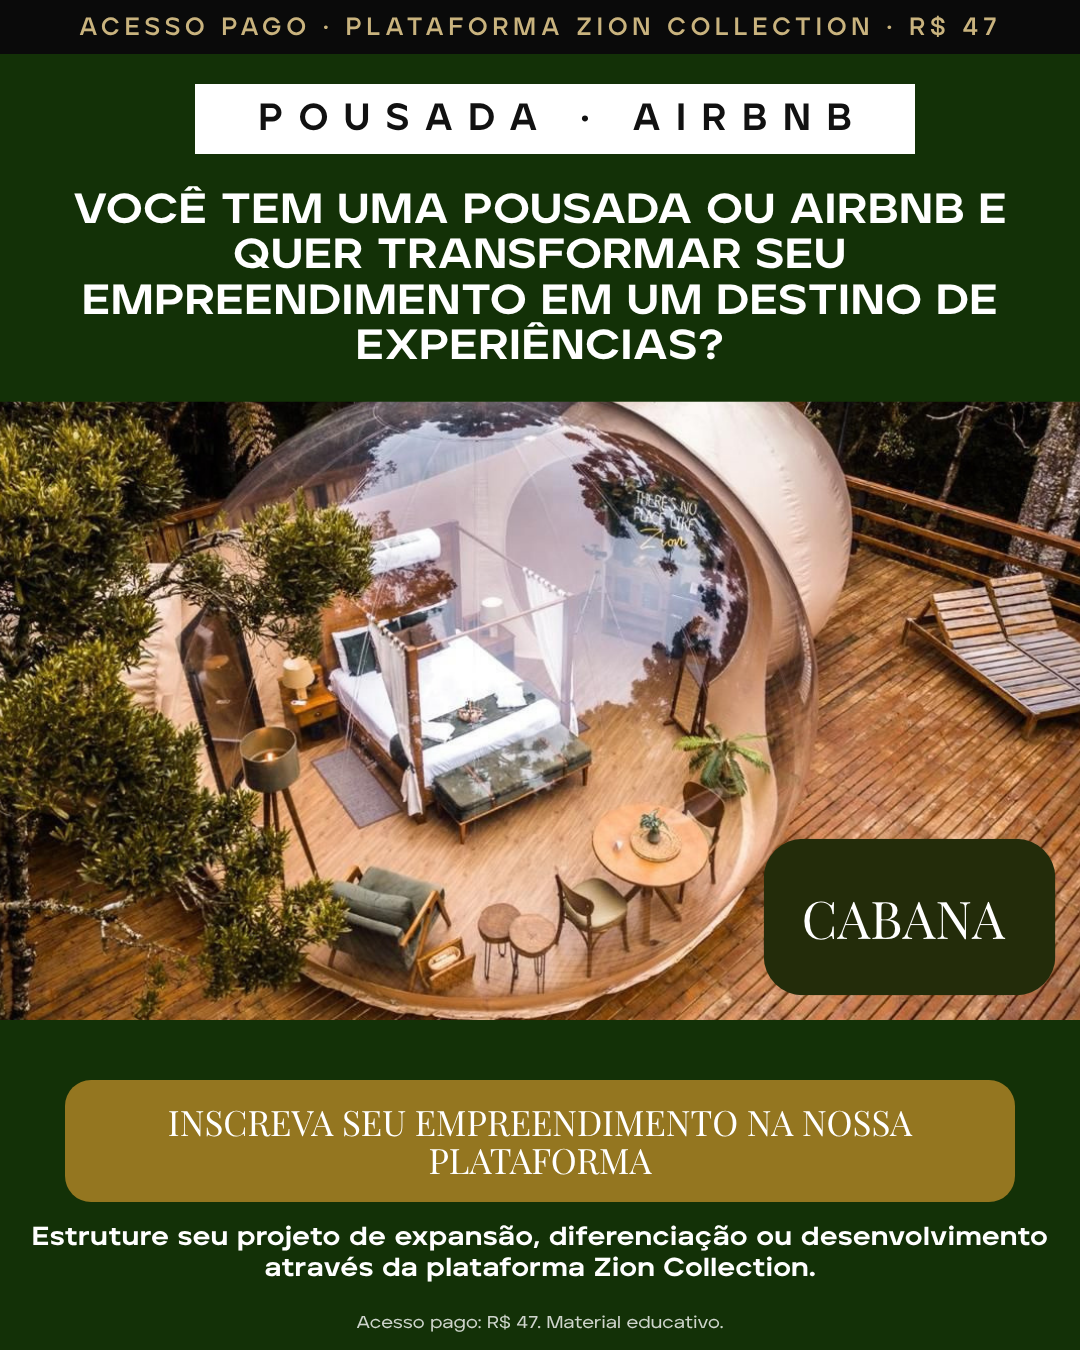 ACESSO PAGO · PLATAFORMA ZION COLLECTION · R$ 47
POUSADA · AIRBNB
VOCÊ TEM UMA POUSADA OU AIRBNB E
QUER TRANSFORMAR SEU
EMPREENDIMENTO EM UM DESTINO DE
EXPERIÊNCIAS?
THERE'S NO
PLACE LIKE
Zion
CABANA
INSCREVA SEU EMPREENDIMENTO NA NOSSA
PLATAFORMA
Estruture seu projeto de expansão, diferenciação ou desenvolvimento
através da plataforma Zion Collection.
Acesso pago: R$ 47. Material educativo.